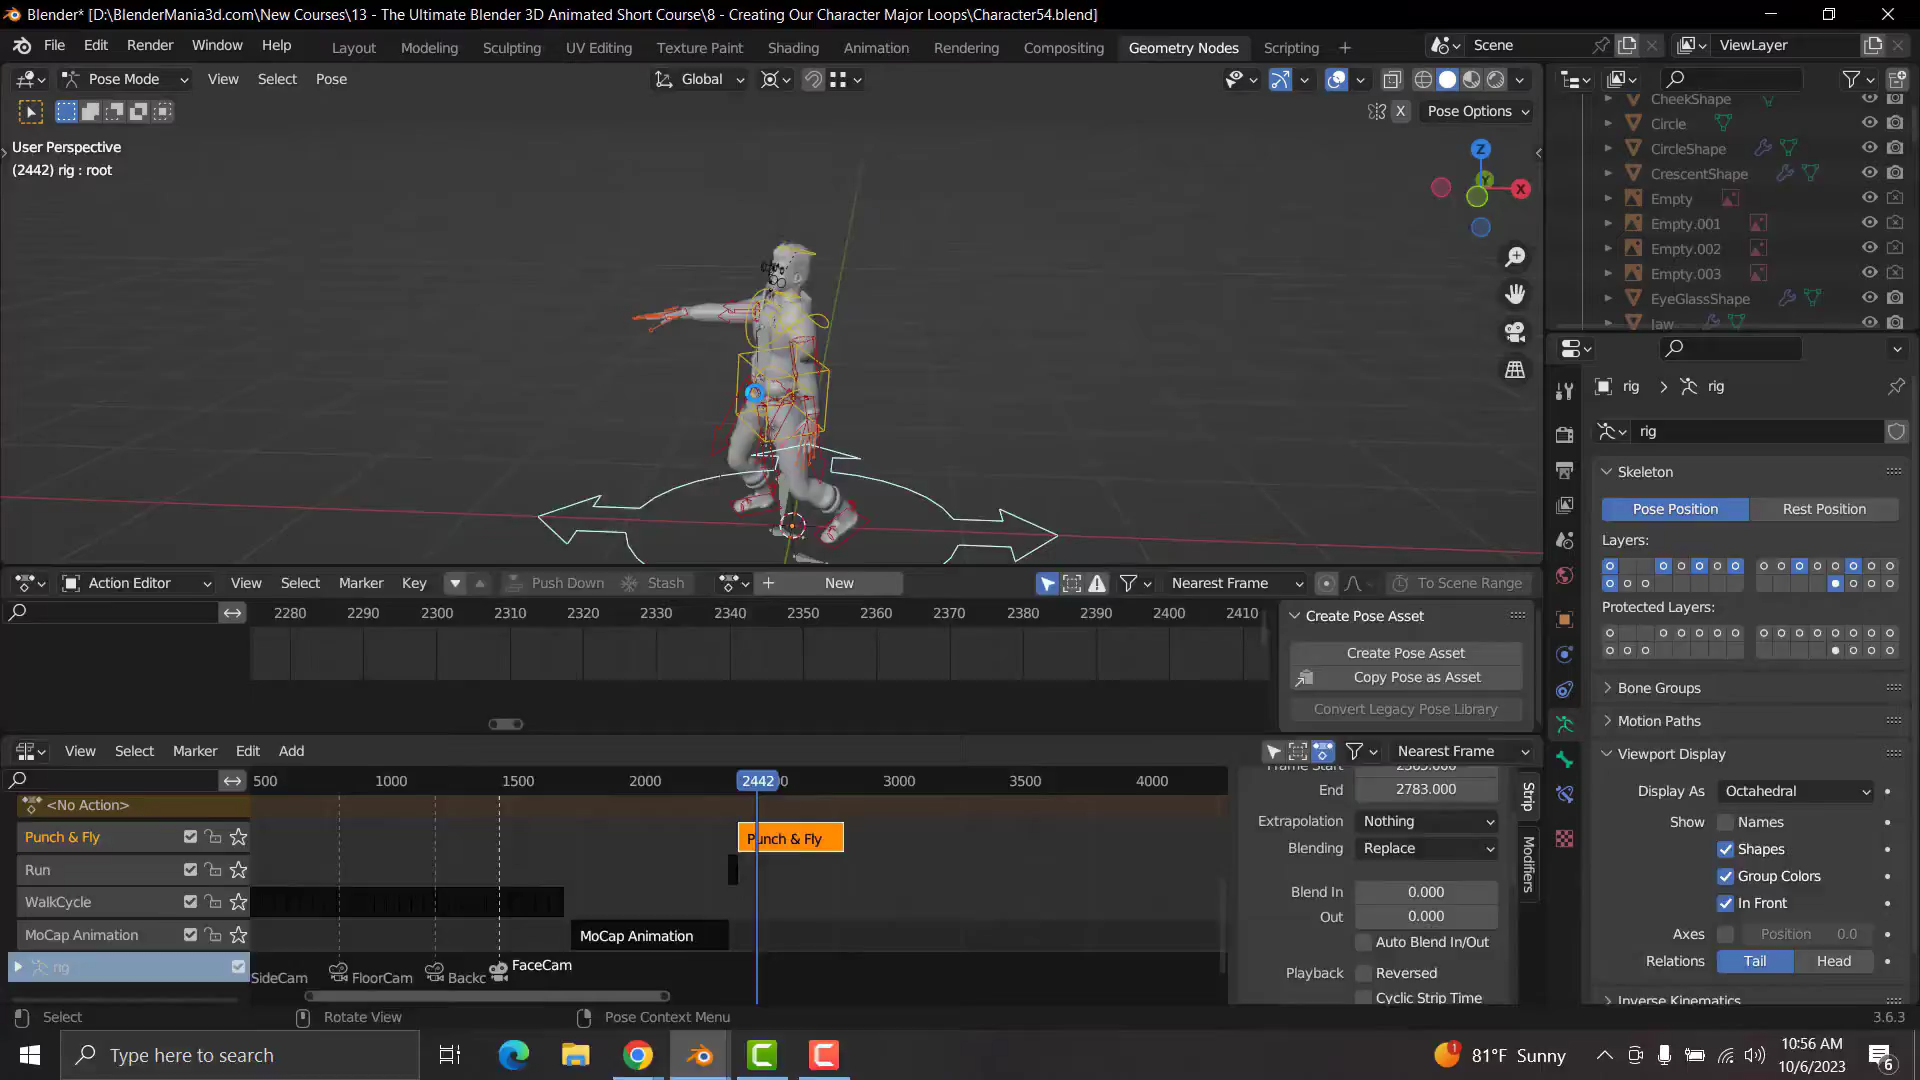 Blender* [D:\BlenderMania3d.com\New Courses\13 - The Ultimate Blender 3D Animated Short Course\8 - Creating Our Character Major Loops\Character54.blend]
File Edit Render Window Help Layout Modeling Sculpting UV Editing Texture Paint Shading Animation Rendering Compositing Geometry Nodes Scripting + Scene ViewLayer
Pose Mode View Select Pose Global
X Pose Options
User Perspective
(2442) rig : root
Z
Y
X
CheekShape
Circle
CircleShape
CrescentShape
Empty
Empty.001
Empty.002
Empty.003
EyeGlassShape
Jaw
rig > rig
rig
Skeleton
Pose Position Rest Position
Layers:
Protected Layers:
Bone Groups
Motion Paths
Viewport Display
Display As Octahedral
Show Names
Shapes
Group Colors
In Front
Axes Position 0.0
Relations Tail Head
Inverse Kinematics
Action Editor View Select Marker Key Push Down Stash + New Nearest Frame To Scene Range
2280 2290 2300 2310 2320 2330 2340 2350 2360 2370 2380 2390 2400 2410
Create Pose Asset
Create Pose Asset
Copy Pose as Asset
Convert Legacy Pose Library
View Select Marker Edit Add Nearest Frame
500 1000 1500 2000 2442 3000 3500 4000
<No Action>
Punch & Fly Punch & Fly
Run
WalkCycle
MoCap Animation MoCap Animation
rig
SideCam FloorCam Backc FaceCam
Frame Start
End 2783.000
Extrapolation Nothing
Blending Replace
Blend In 0.000
Out 0.000
Auto Blend In/Out
Playback Reversed
Cyclic Strip Time
Strip
Modifiers
Select Rotate View Pose Context Menu 3.6.3
Type here to search
1
81°F Sunny
10:56 AM
10/6/2023
6